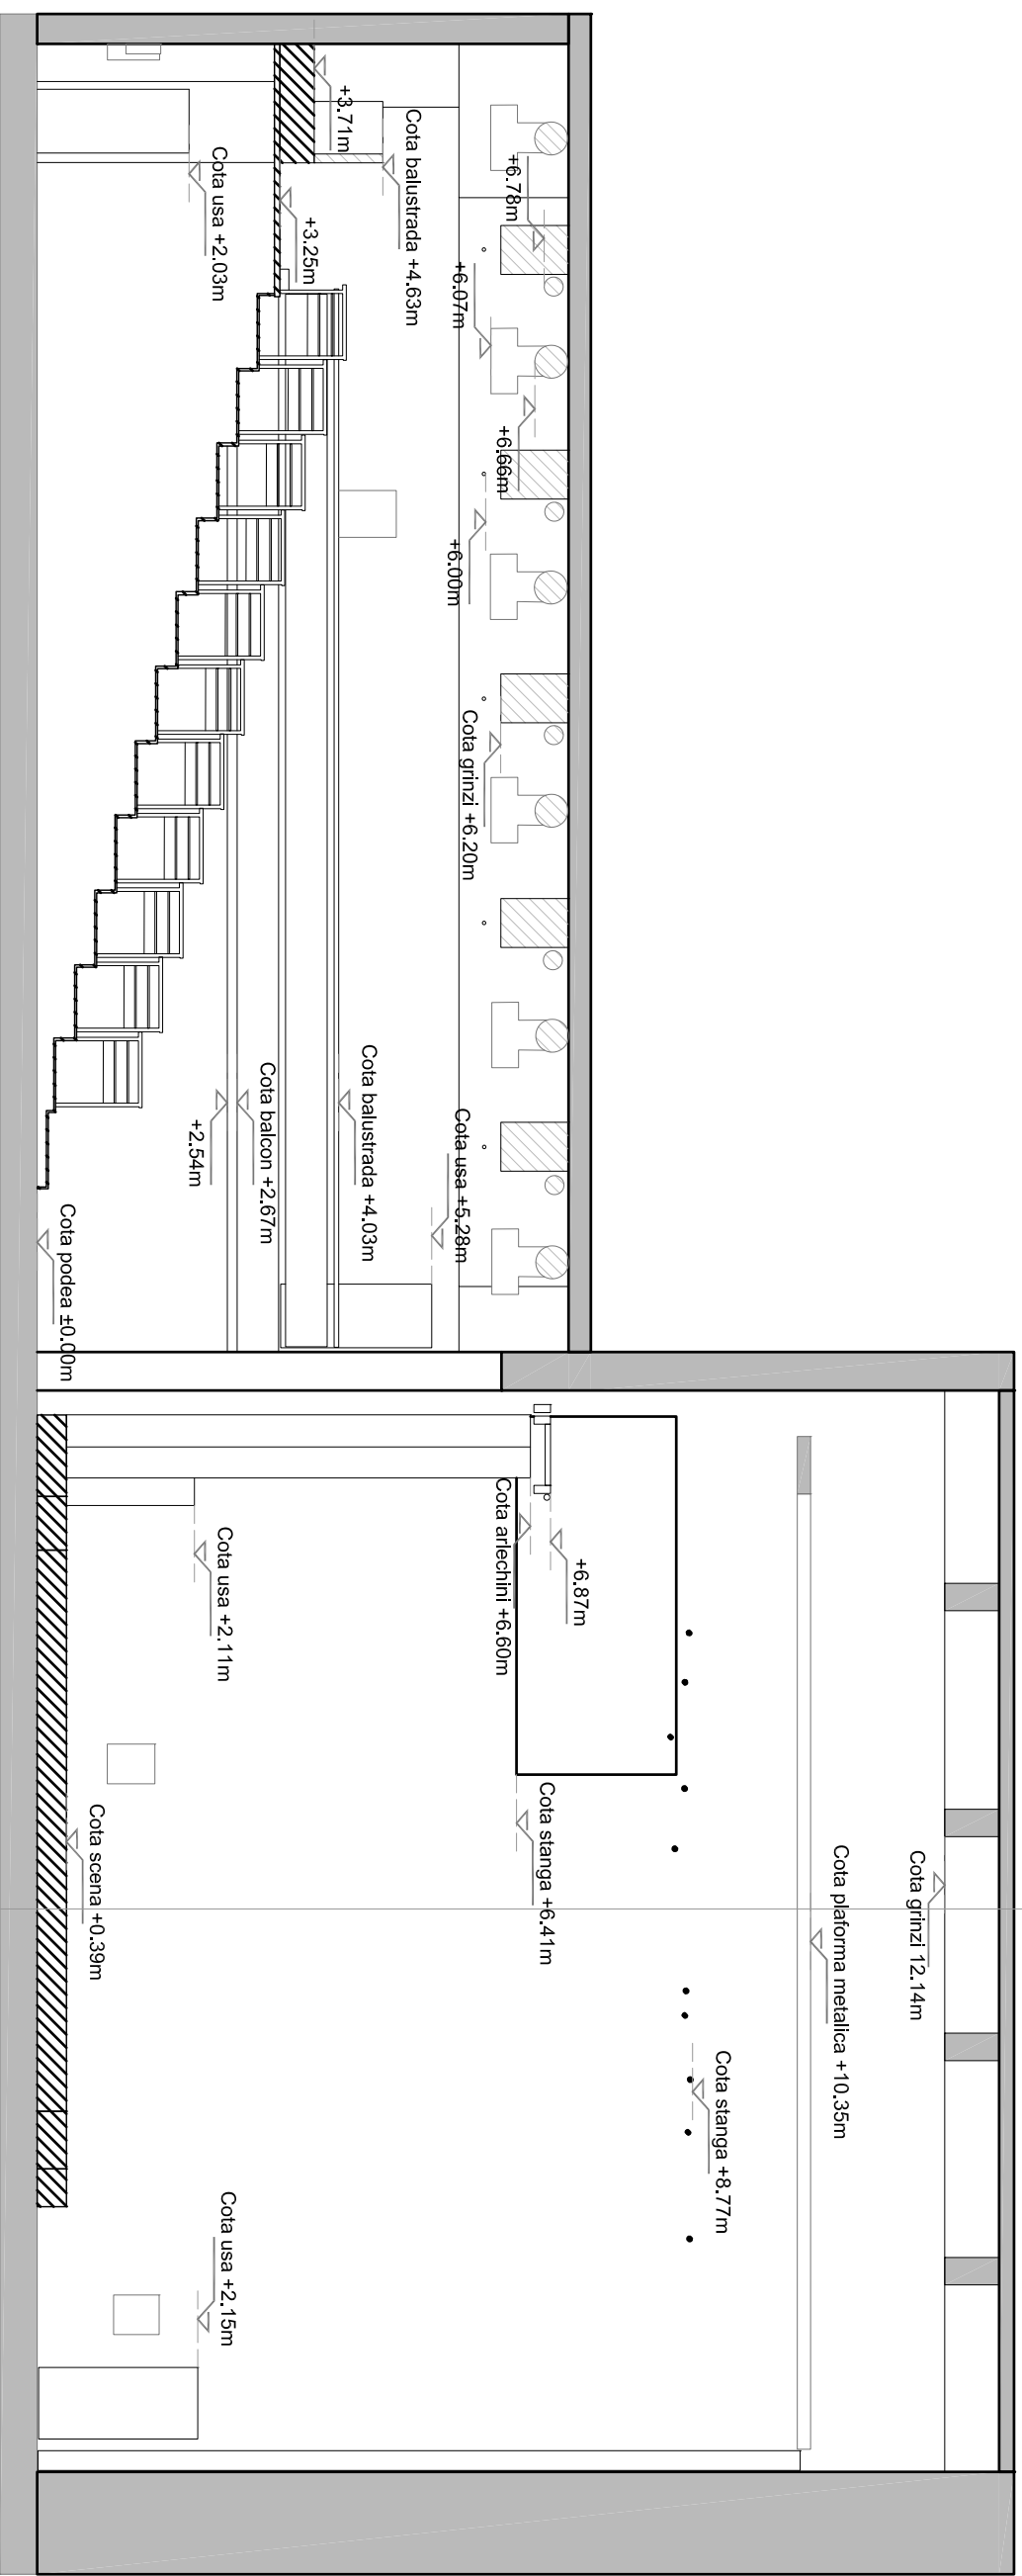 +3.71m
Cota balustrada +4.63m
Cota usa +2.03m
+3.25m
+6.78m
+6.07m
+6.66m
+6.00m
Cota grinzi +6.20m
Cota balustrada +4.03m
Cota balcon +2.67m
+2.54m
Cota usa +5.28m
Cota podea ±0.00m
Cota arlechini +6.60m
+6.87m
Cota usa +2.11m
Cota stanga +6.41m
Cota scena +0.39m
Cota plaforma metalica +10.35m
Cota grinzi 12.14m
Cota stanga +8.77m
Cota usa +2.15m